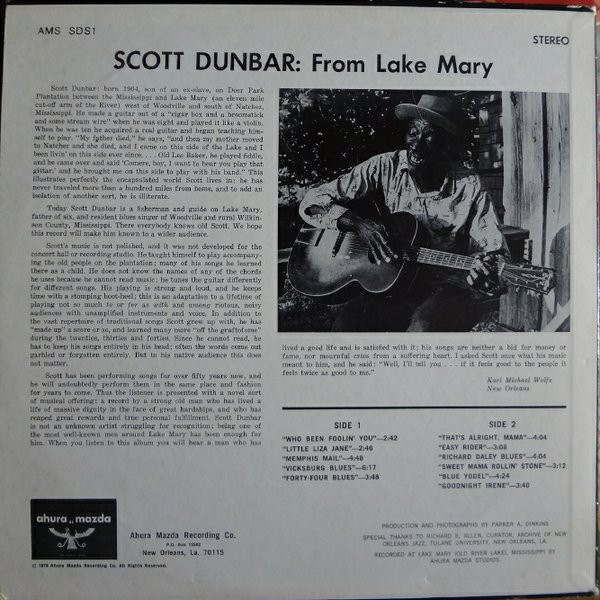 AMS SDS1
STEREO
SCOTT DUNBAR: From Lake Mary
Scott Dunbar: born 1904, son of an ex-slave, on Deer Park
Plantation between the Mississippi and Lake Mary (an eleven mile
cut-off arm of the River) west of Woodville and south of Natchez,
Mississippi. He made a guitar out of a "cigar box and a broomstick
and some stream wire" when he was eight and played it like a violin.
When he was ten he acquired a real guitar and began teaching him-
self to play. "My father died," he says, "and then my mother moved
to Natchez and she died, and I come on this side of the Lake and I
been livin' on this side ever since. . . . Old Lee Baker, he played fiddle,
and he came over and said 'Comere, boy, I want to hear you play that
gittar,' and he brought me on this side to play with his band." This
illustrates perfectly the encapsulated world Scott lives in: he has
never traveled more than a hundred miles from home, and to add an
isolation of another sort, he is illiterate.
Today Scott Dunbar is a fisherman and guide on Lake Mary,
father of six, and resident blues singer of Woodville and rural Wilkin-
son County, Mississippi. There everybody knows old Scott. We hope
this record will make him known to a wider audience.
Scott's music is not polished, and it was not developed for the
concert hall or recording studio. He taught himself to play accompany-
ing the old people on the plantation; many of his songs he learned
there as a child. He does not know the names of any of the chords
he uses because he cannot read music; he tunes the guitar differently
for different songs. His playing is strong and loud, and he keeps
time with a stomping boot-heel; this is an adaptation to a lifetime of
playing not so much to or for as with and among riotous, noisy
audiences with unamplified instruments and voice. In addition to
the vast repertoire of traditional songs Scott grew up with, he has
"made up" a score or so, and learned many more "off the graftofone"
during the twenties, thirties and forties. Since he cannot read, he
has to keep his songs entirely in his head; often the words come out
garbled or forgotten entirely. But to his native audience this does
not matter.
Scott has been performing songs for over fifty years now, and
he will undoubtedly perform them in the same place and fashion
for years to come. Thus the listener is presented with a novel sort
of musical offering: a record by a strong old man who has lived a
life of massive dignity in the face of great hardships, and who has
reaped great rewards and true personal fulfillment. Scott Dunbar
is not an unknown artist struggling for recognition; being one of
the most well-known men around Lake Mary has been enough for
him. When you listen to this album you will hear a man who has
lived a good life and is satisfied with it; his songs are neither a bid for money or
fame, nor mournful cries from a suffering heart. I asked Scott once what his music
meant to him, and he said: "Well, I'll tell you . . . if it feels good to the people it
feels twice as good to me."
Karl Michael Wolfe
New Orleans
SIDE 1
"WHO BEEN FOOLIN' YOU"—2:42
"LITTLE LIZA JANE"—2:46
"MEMPHIS MAIL"—4:48
"VICKSBURG BLUES"—6:17
"FORTY-FOUR BLUES"—3:48
SIDE 2
"THAT'S ALRIGHT, MAMA"—4:04
"EASY RIDER"—3:08
"RICHARD DALEY BLUES"—4:04
"SWEET MAMA ROLLIN' STONE"—3:12
"BLUE YODEL"—4:24
"GOODNIGHT IRENE"—3:40
ahura mazda
Ahura Mazda Recording Co.
P.O. Box 15582
New Orleans, La. 70115
© 1970 Ahura Mazda Recording Co. All Rights Reserved.
PRODUCTION AND PHOTOGRAPHS BY PARKER A. DINKINS
SPECIAL THANKS TO RICHARD B. ALLEN, CURATOR, ARCHIVE OF NEW
ORLEANS JAZZ, TULANE UNIVERSITY, NEW ORLEANS, LA.
RECORDED AT LAKE MARY (OLD RIVER LAKE), MISSISSIPPI BY
AHURA MAZDA STUDIOS.